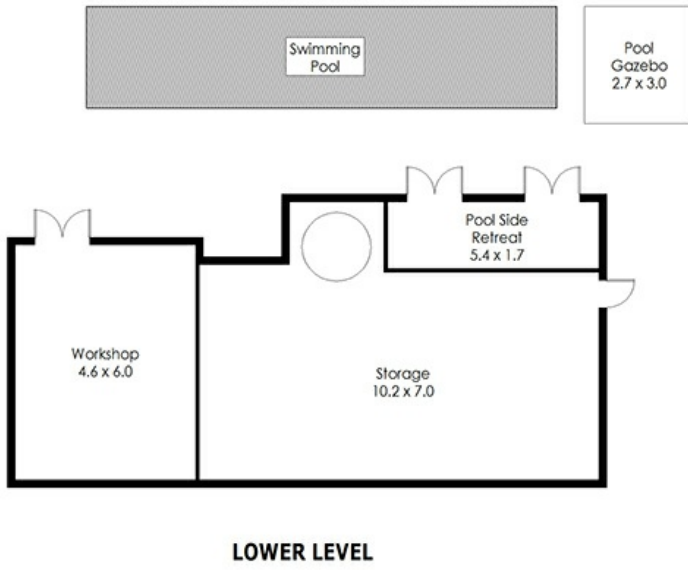 Swimming
Pool
Pool
Gazebo
2.7 x 3.0
Pool Side
Retreat
5.4 x 1.7
Workshop
4.6 x 6.0
Storage
10.2 x 7.0
LOWER LEVEL